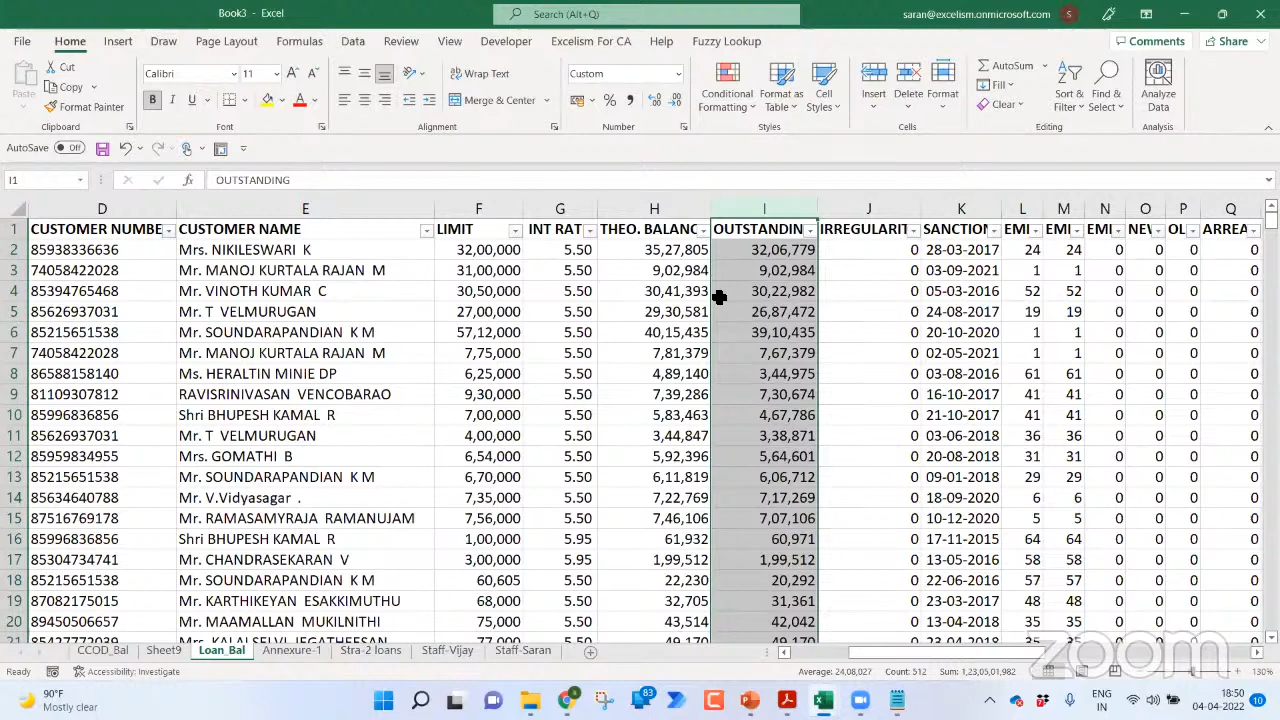 Book3 - Excel
Search (Alt+Q)
saran@excelism.onmicrosoft.com
S
File Home Insert Draw Page Layout Formulas Data Review View Developer Excelism For CA Help Fuzzy Lookup
Comments Share
Paste
Cut
Copy
Format Painter
Clipboard
Calibri 11
B I U
Font
Wrap Text
Merge & Center
Alignment
Custom
Number
Conditional Formatting
Format as Table
Cell Styles
Styles
Insert Delete Format
Cells
AutoSum
Fill
Clear
Sort & Filter
Find & Select
Editing
Analyze Data
Analysis
AutoSave Off
I1 fx OUTSTANDING
D E F G H I J K L M N O P Q
1 CUSTOMER NUMBE CUSTOMER NAME LIMIT INT RAT THEO. BALANC OUTSTANDIN IRREGULARIT SANCTION EMI EMI EMI NEV OL ARREA
2 85938336636 Mrs. NIKILESWARI K 32,00,000 5.50 35,27,805 32,06,779 0 28-03-2017 24 24 0 0 0 0
3 74058422028 Mr. MANOJ KURTALA RAJAN M 31,00,000 5.50 9,02,984 9,02,984 0 03-09-2021 1 1 0 0 0 0
4 85394765468 Mr. VINOTH KUMAR C 30,50,000 5.50 30,41,393 30,22,982 0 05-03-2016 52 52 0 0 0 0
5 85626937031 Mr. T VELMURUGAN 27,00,000 5.50 29,30,581 26,87,472 0 24-08-2017 19 19 0 0 0 0
6 85215651538 Mr. SOUNDARAPANDIAN K M 57,12,000 5.50 40,15,435 39,10,435 0 20-10-2020 1 1 0 0 0 0
7 74058422028 Mr. MANOJ KURTALA RAJAN M 7,75,000 5.50 7,81,379 7,67,379 0 02-05-2021 1 1 0 0 0 0
8 86588158140 Ms. HERALTIN MINIE DP 6,25,000 5.50 4,89,140 3,44,975 0 03-08-2016 61 61 0 0 0 0
9 81109307812 RAVISRINIVASAN VENCOBARAO 9,30,000 5.50 7,39,286 7,30,674 0 16-10-2017 41 41 0 0 0 0
10 85996836856 Shri BHUPESH KAMAL R 7,00,000 5.50 5,83,463 4,67,786 0 21-10-2017 41 41 0 0 0 0
11 85626937031 Mr. T VELMURUGAN 4,00,000 5.50 3,44,847 3,38,871 0 03-06-2018 36 36 0 0 0 0
12 85959834955 Mrs. GOMATHI B 6,54,000 5.50 5,92,396 5,64,601 0 20-08-2018 31 31 0 0 0 0
13 85215651538 Mr. SOUNDARAPANDIAN K M 6,70,000 5.50 6,11,819 6,06,712 0 09-01-2018 29 29 0 0 0 0
14 85634640788 Mr. V.Vidyasagar . 7,35,000 5.50 7,22,769 7,17,269 0 18-09-2020 6 6 0 0 0 0
15 87516769178 Mr. RAMASAMYRAJA RAMANUJAM 7,56,000 5.50 7,46,106 7,07,106 0 10-12-2020 5 5 0 0 0 0
16 85996836856 Shri BHUPESH KAMAL R 1,00,000 5.95 61,932 60,971 0 17-11-2015 64 64 0 0 0 0
17 85304734741 Mr. CHANDRASEKARAN V 3,00,000 5.95 1,99,512 1,99,512 0 13-05-2016 58 58 0 0 0 0
18 85215651538 Mr. SOUNDARAPANDIAN K M 60,605 5.50 22,230 20,292 0 22-06-2016 57 57 0 0 0 0
19 87082175015 Mr. KARTHIKEYAN ESAKKIMUTHU 68,000 5.50 32,705 31,361 0 23-03-2017 48 48 0 0 0 0
20 89450506657 Mr. MAAMALLAN MUKILNITHI 75,000 5.50 43,514 42,042 0 13-04-2018 35 35 0 0 0 0
21 85427772039 Mrs. KALAI SELVI JEGATHEESAN 77,000 5.50 49,170 49,170 0 23-04-2018 35 35 0 0 0 0
CCOD_Bal Sheet9 Loan_Bal Annexure-1 Stra-2 loans Staff-Vijay Staff-Saran
zoom
Ready Accessibility: Investigate Average: 24,08,027 Count: 512 Sum: 1,23,05,01,982 130%
90°F
Mostly clear
83
ENG
IN
18:50
04-04-2022
10